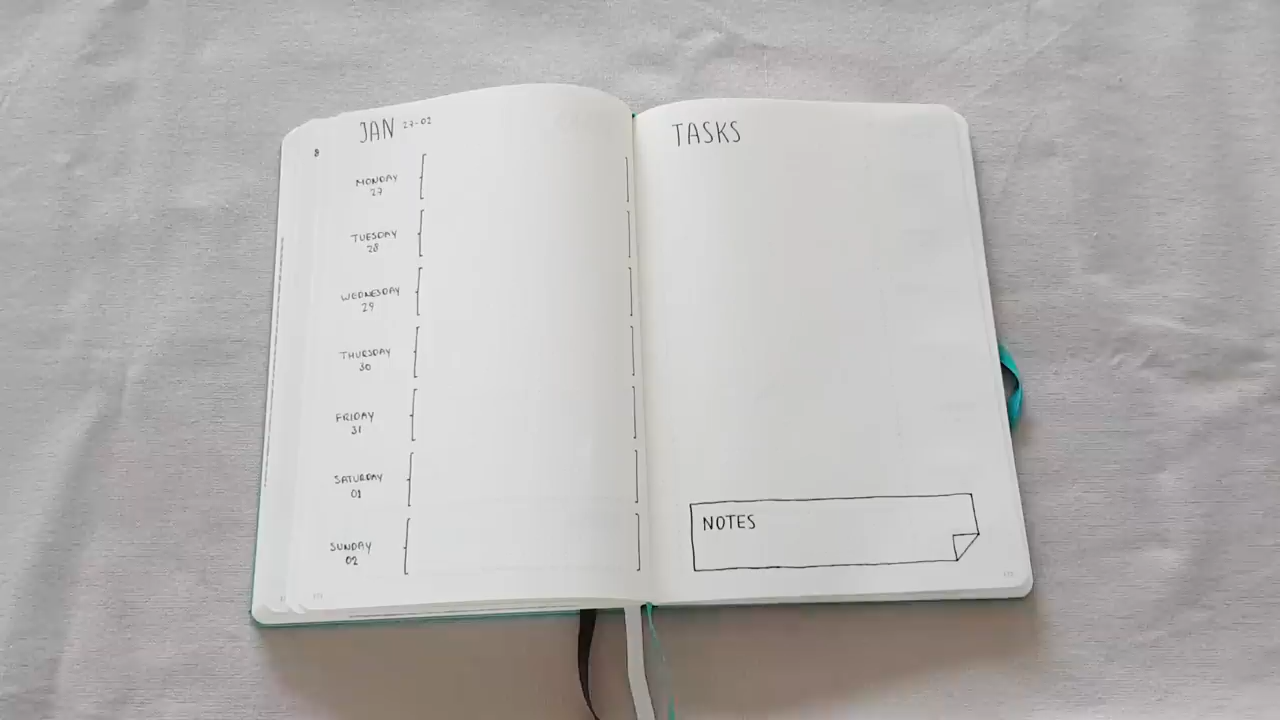 JAN 27-02
MONDAY
27
TUESDAY
28
WEDNESDAY
29
THURSDAY
30
FRIDAY
31
SATURDAY
01
SUNDAY
02
TASKS
NOTES